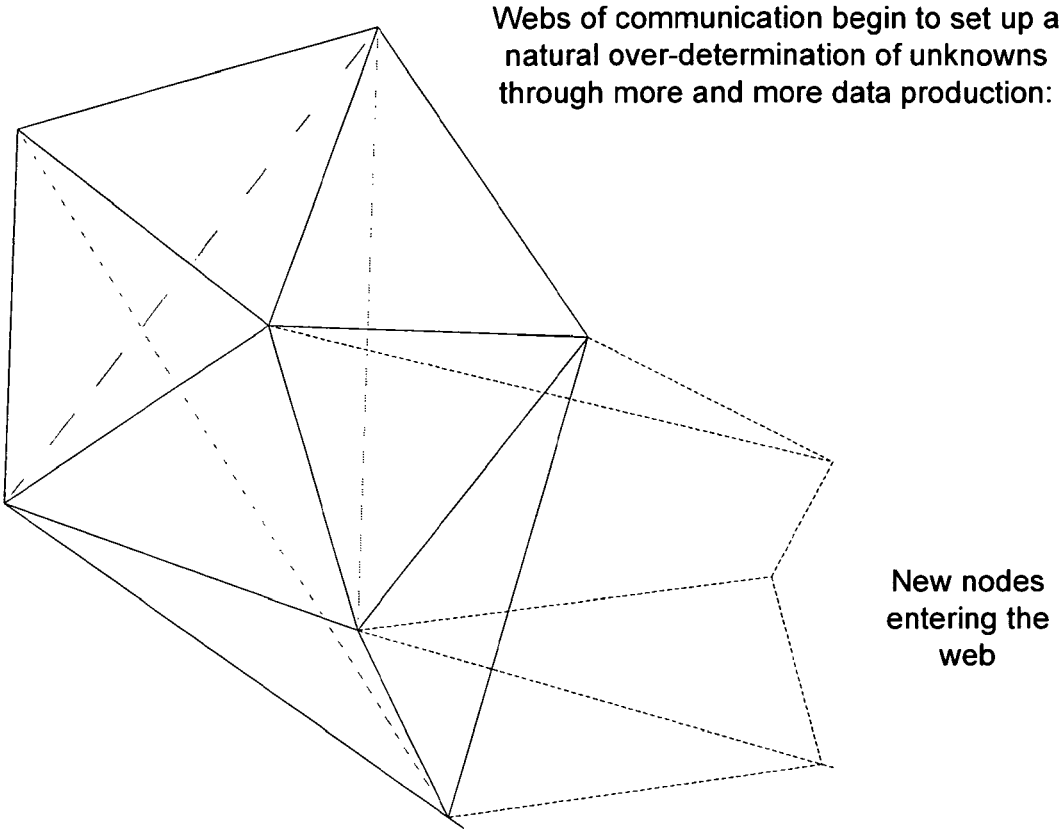 Webs of communication begin to set up a
natural over-determination of unknowns
through more and more data production:
New nodes
entering the
web